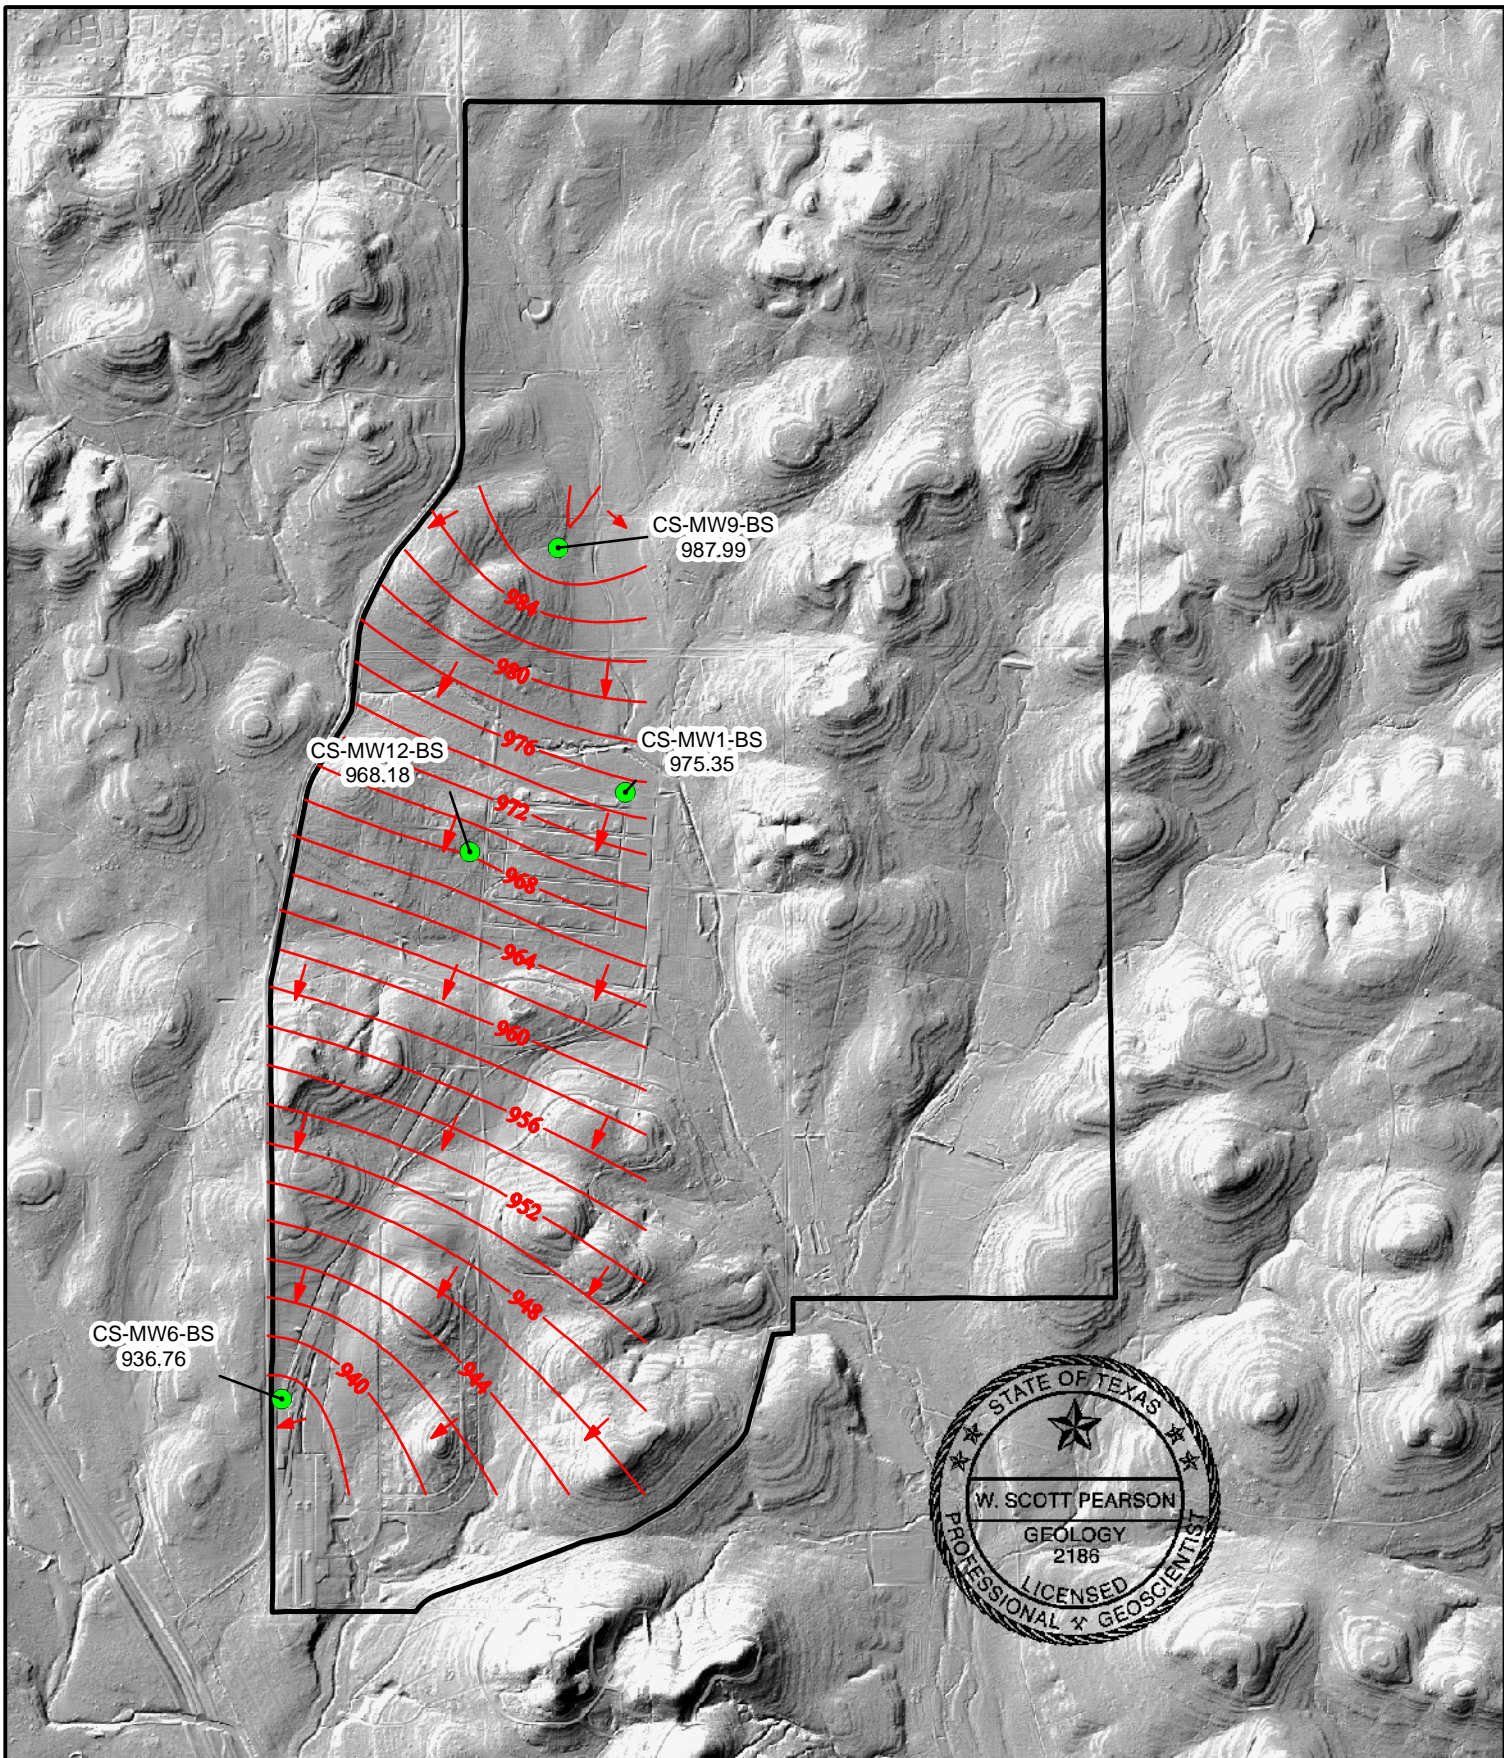 CS-MW9-BS
987.99
984
980
CS-MW1-BS
975.35
976
CS-MW12-BS
968.18
972
968
964
960
956
952
948
CS-MW6-BS
936.76
940
944
STATE OF TEXAS
W. SCOTT PEARSON
GEOLOGY
2186
LICENSED
PROFESSIONAL GEOSCIENTIST